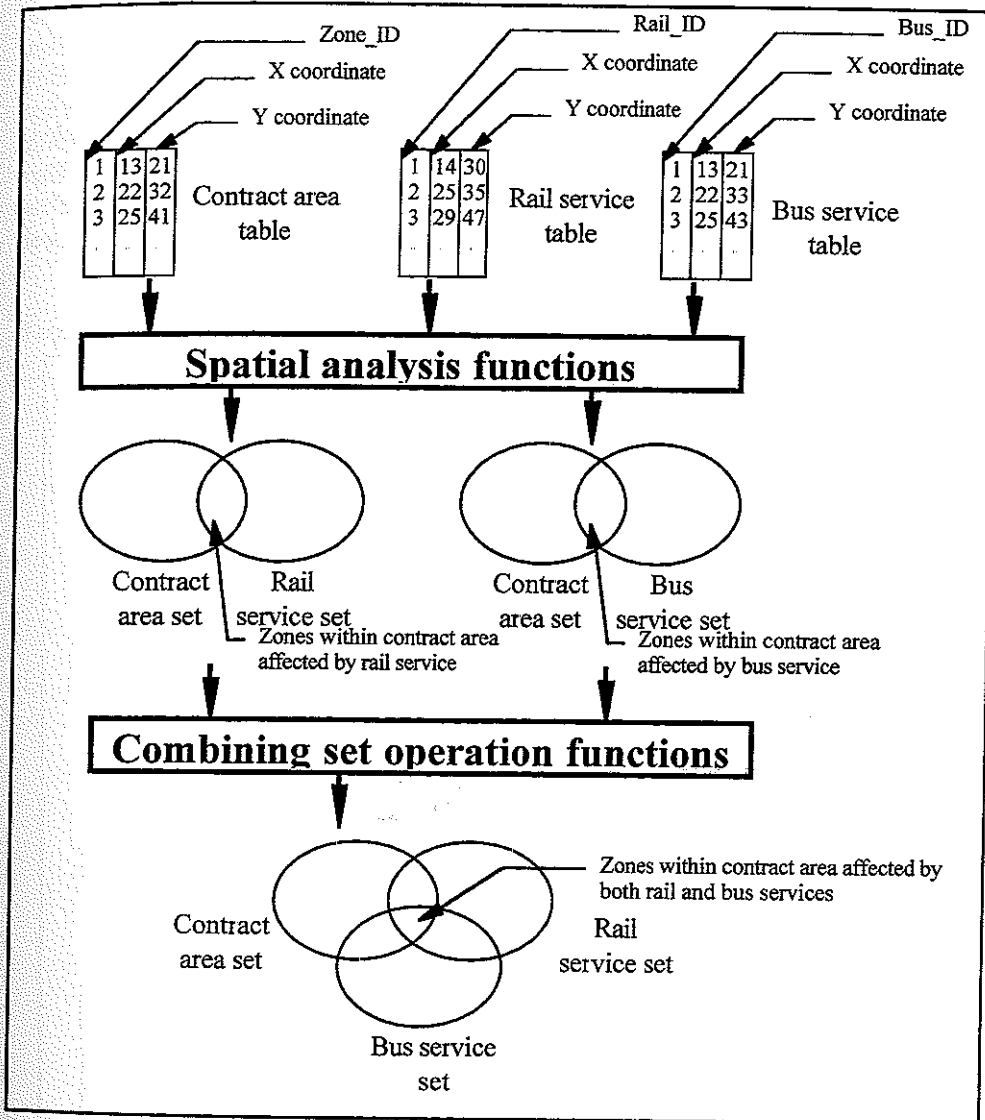 Zone_ID
Rail_ID
Bus_ID
X coordinate
X coordinate
X coordinate
Y coordinate
Y coordinate
Y coordinate
1 13 21
2 22 32
3 25 41
. . .
Contract area
table
1 14 30
2 25 35
3 29 47
. . .
Rail service
table
1 13 21
2 22 33
3 25 43
. . .
Bus service
table
Spatial analysis functions
Contract
area set
Rail
service set
Zones within contract area
affected by rail service
Contract
area set
Bus
service set
Zones within contract area
affected by bus service
Combining set operation functions
Zones within contract area affected by
both rail and bus services
Contract
area set
Rail
service set
Bus service
set